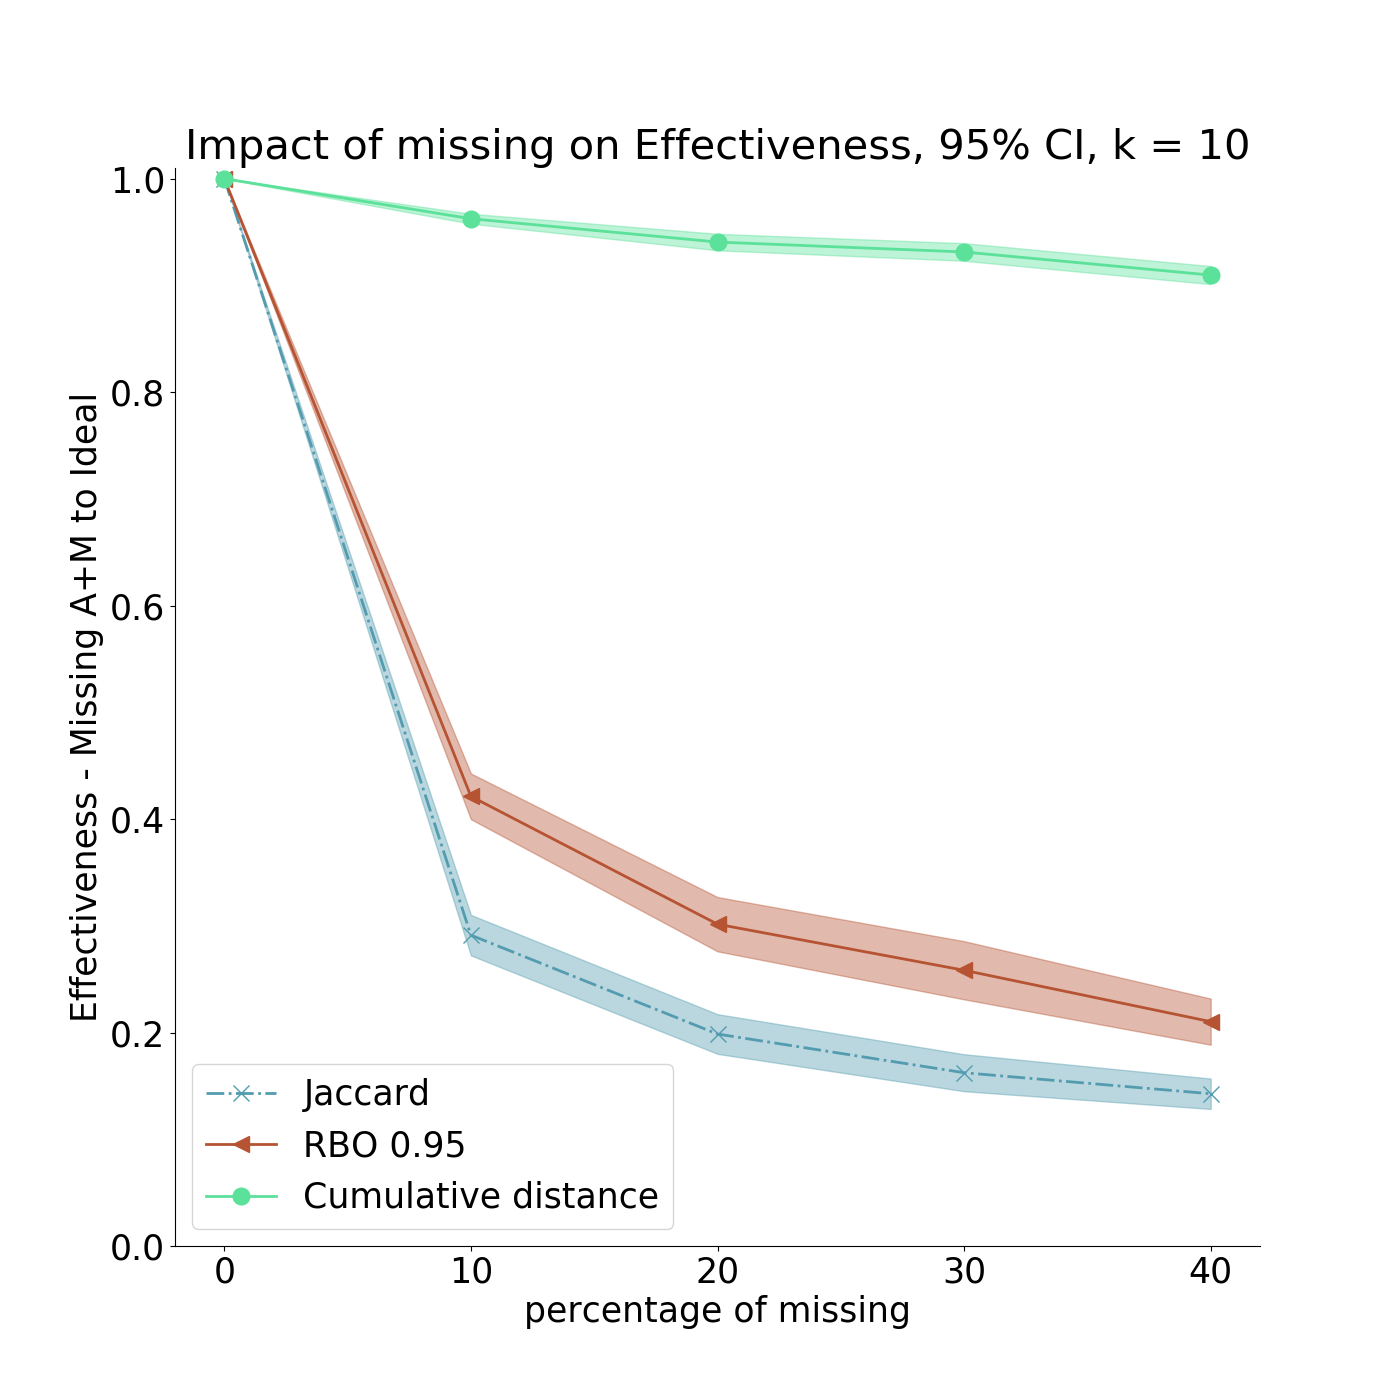 Impact of missing on Effectiveness, 95% CI, k = 10
Effectiveness - Missing A+M to Ideal
1.0
0.8
0.6
0.4
0.2
0.0
Jaccard
RBO 0.95
Cumulative distance
0 10 20 30 40
percentage of missing